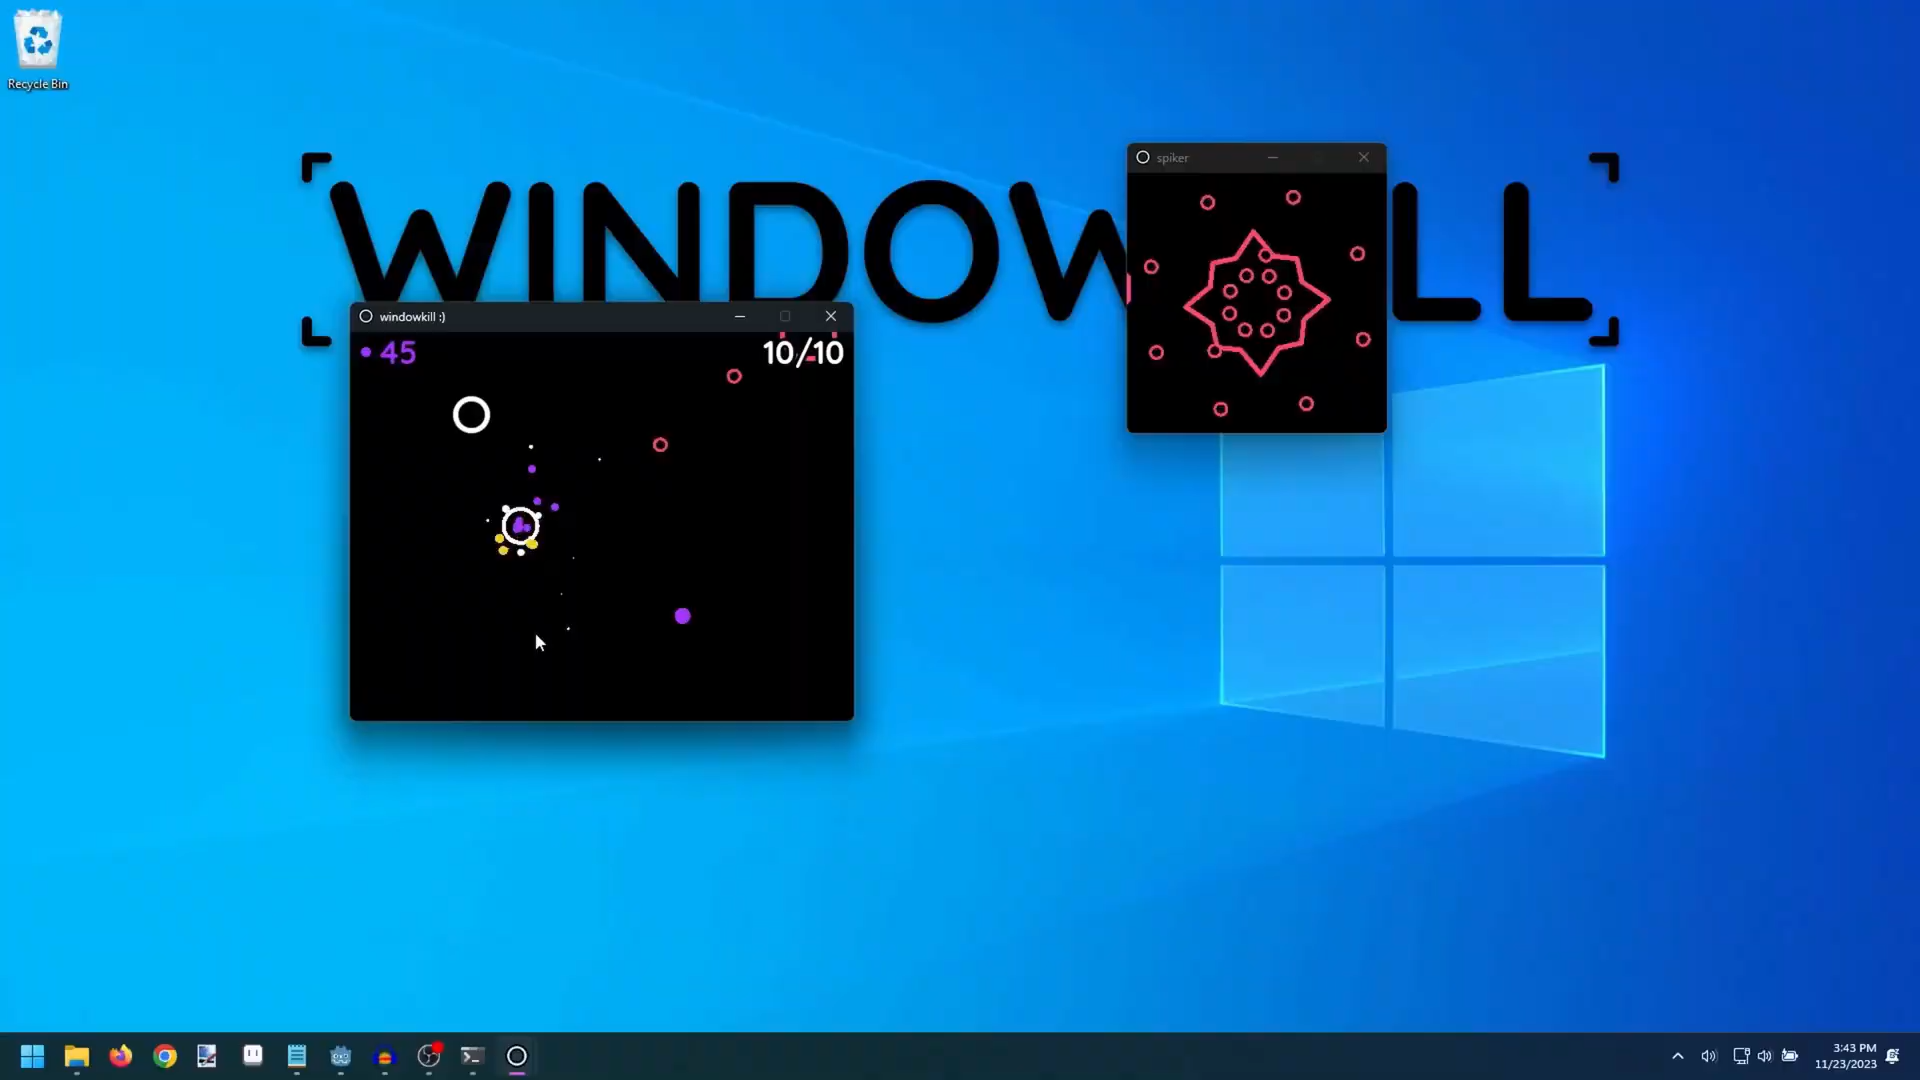 Recycle Bin
WINDOW LL
spiker
windowkill :)
45
10/10
3:43 PM
11/23/2023